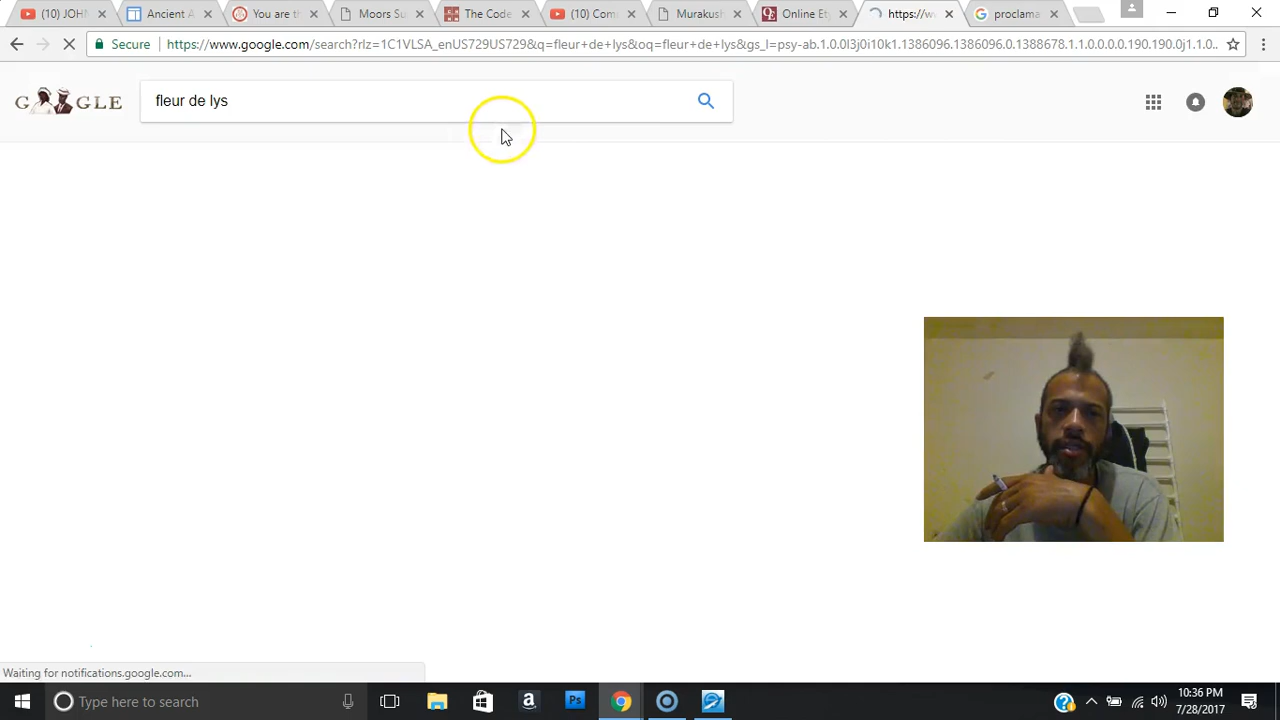 (10) JOHN
Ancient A
You are th
Moors Su
The Code
(10) Com
Murakush
Online Et
https://w
proclama
Secure
https://www.google.com/search?rlz=1C1VLSA_enUS729US729&q=fleur+de+lys&oq=fleur+de+lys&gs_l=psy-ab.1.0.0l3j0i10k1.1386096.1386096.0.1388678.1.1.0.0.0.0.190.190.0j1.1.0..
GOOGLE
fleur de lys
Waiting for notifications.google.com...
Type here to search
10:36 PM
7/28/2017